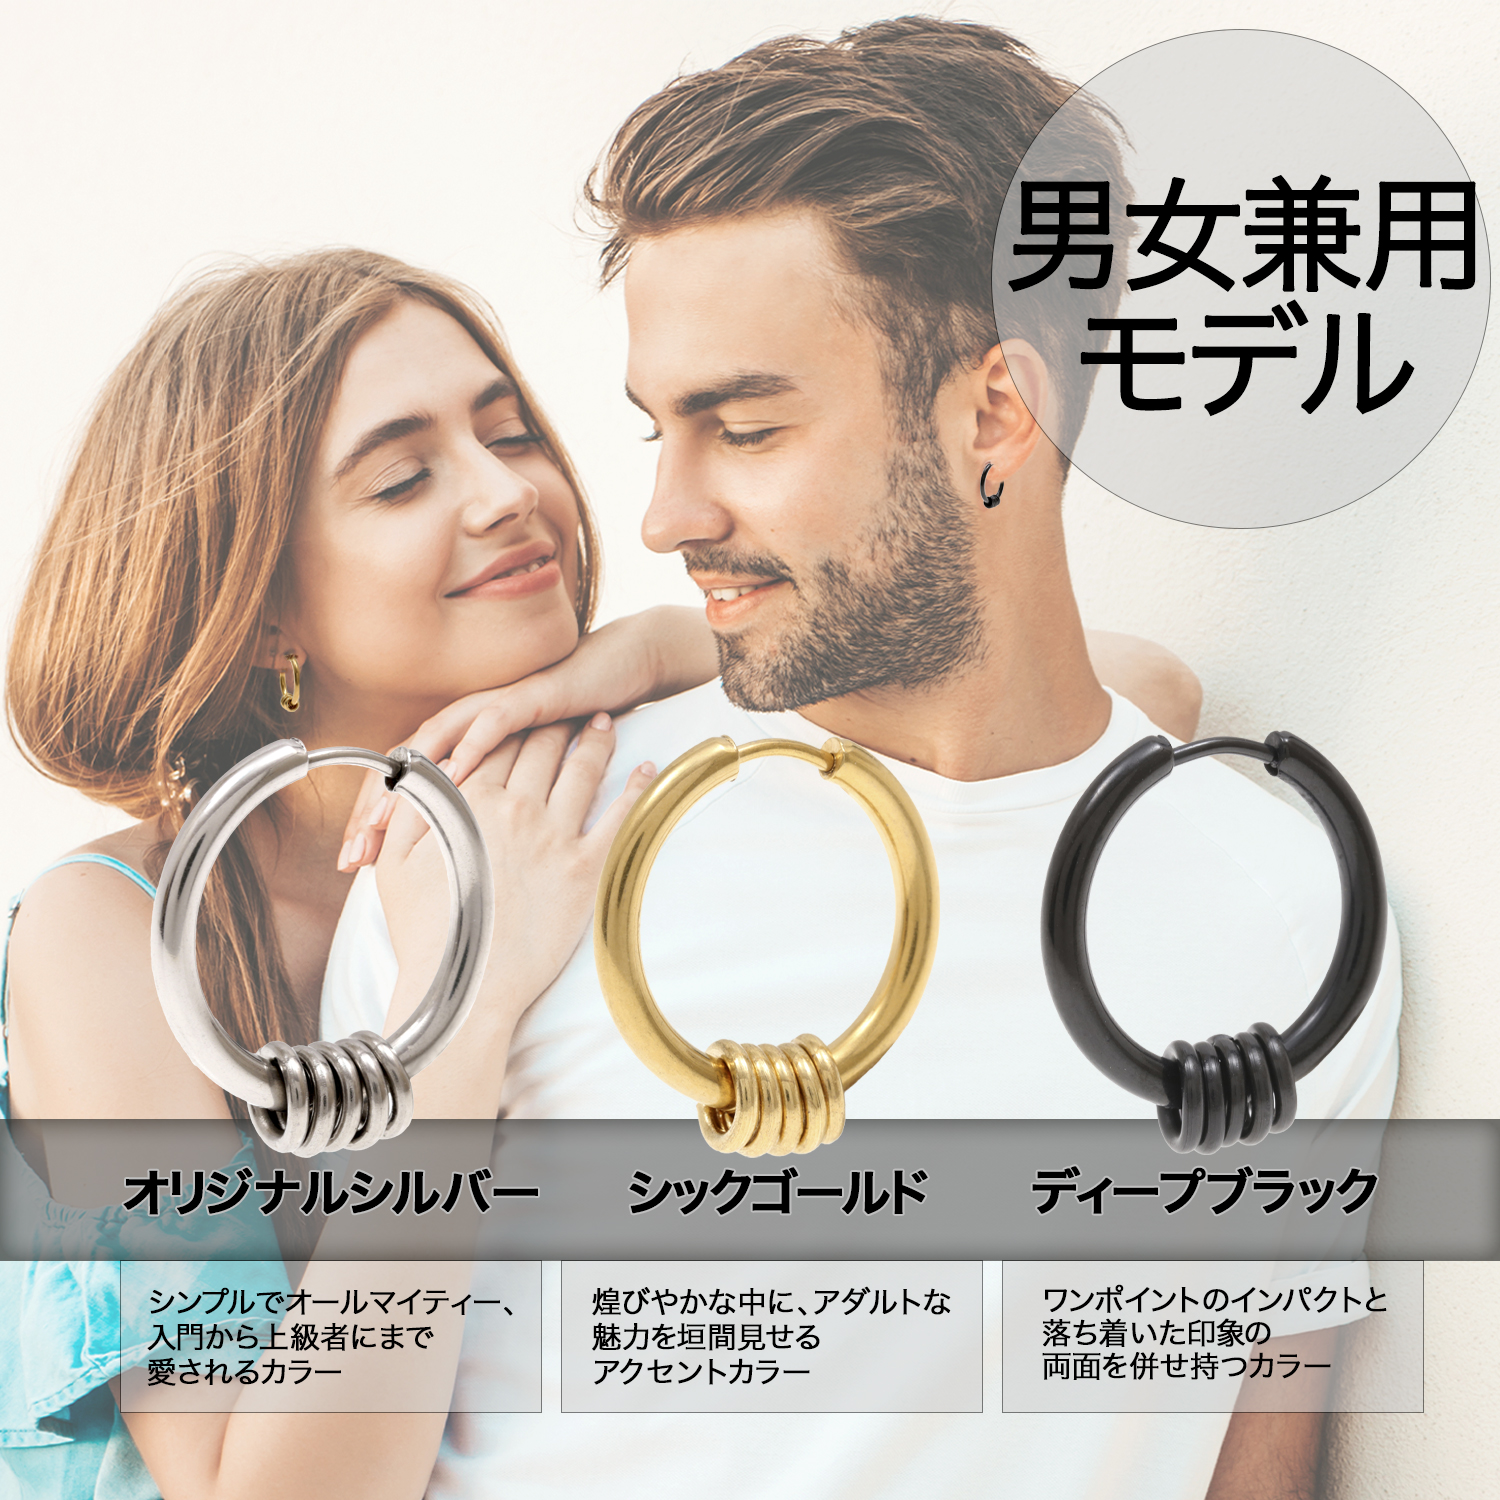 男女兼用
モデル
オリジナルシルバー
シックゴールド
ディープブラック
シンプルでオールマイティー、
入門から上級者にまで
愛されるカラー
煌びやかな中に、アダルトな
魅力を垣間見せる
アクセントカラー
ワンポイントのインパクトと
落ち着いた印象の
両面を併せ持つカラー